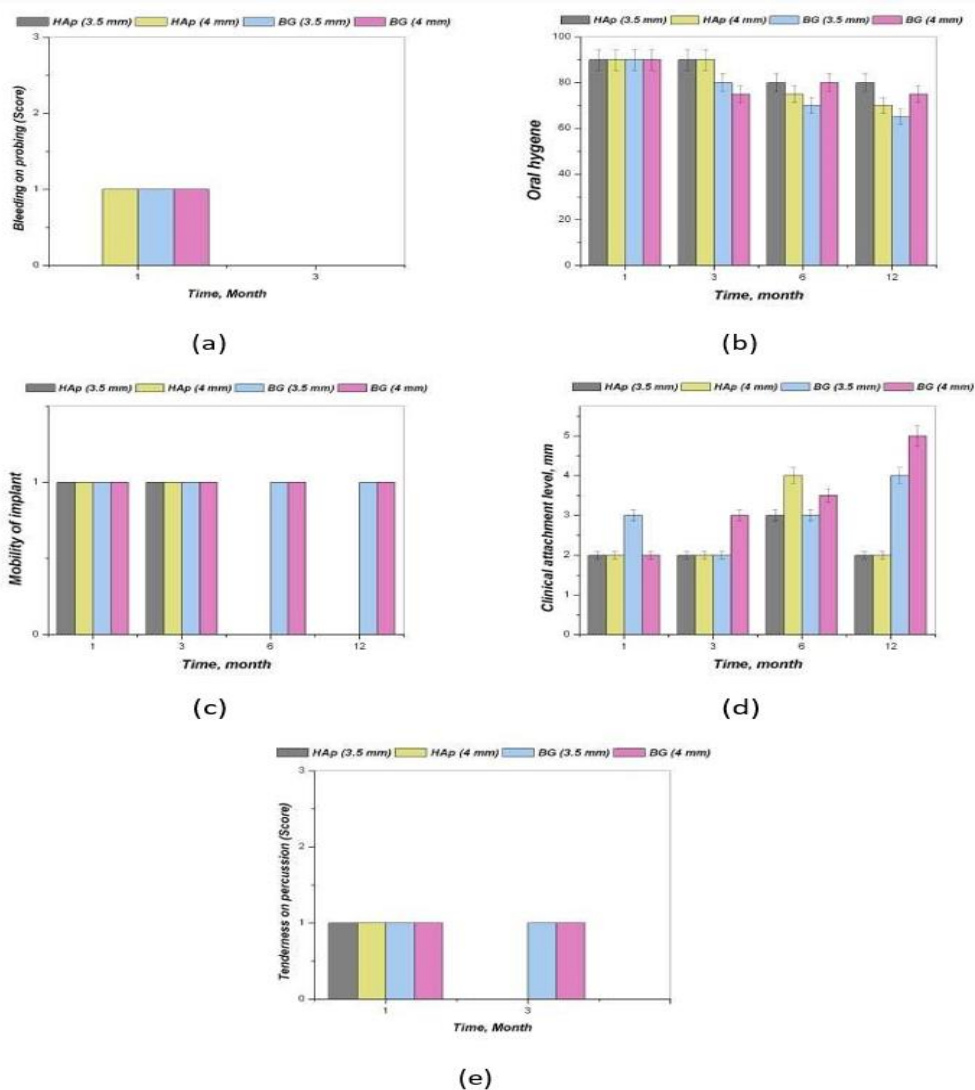 HAp (3.5 mm) HAp (4 mm) BG (3.5 mm) BG (4 mm)
3
2
1
0
Bleeding on probing (Score)
1 3
Time, Month
(a)
HAp (3.5 mm) HAp (4 mm) BG (3.5 mm) BG (4 mm)
100
80
60
40
20
0
Oral hygene
1 3 6 12
Time, month
(b)
HAp (3.5 mm) HAp (4 mm) BG (3.5 mm) BG (4 mm)
1
0
Mobility of implant
1 3 6 12
Time, month
(c)
HAp (3.5 mm) HAp (4 mm) BG (3.5 mm) BG (4 mm)
5
4
3
2
1
0
Clinical attachment level, mm
1 3 6 12
Time, month
(d)
HAp (3.5 mm) HAp (4 mm) BG (3.5 mm) BG (4 mm)
3
2
1
0
Tenderness on percussion (Score)
1 3
Time, Month
(e)